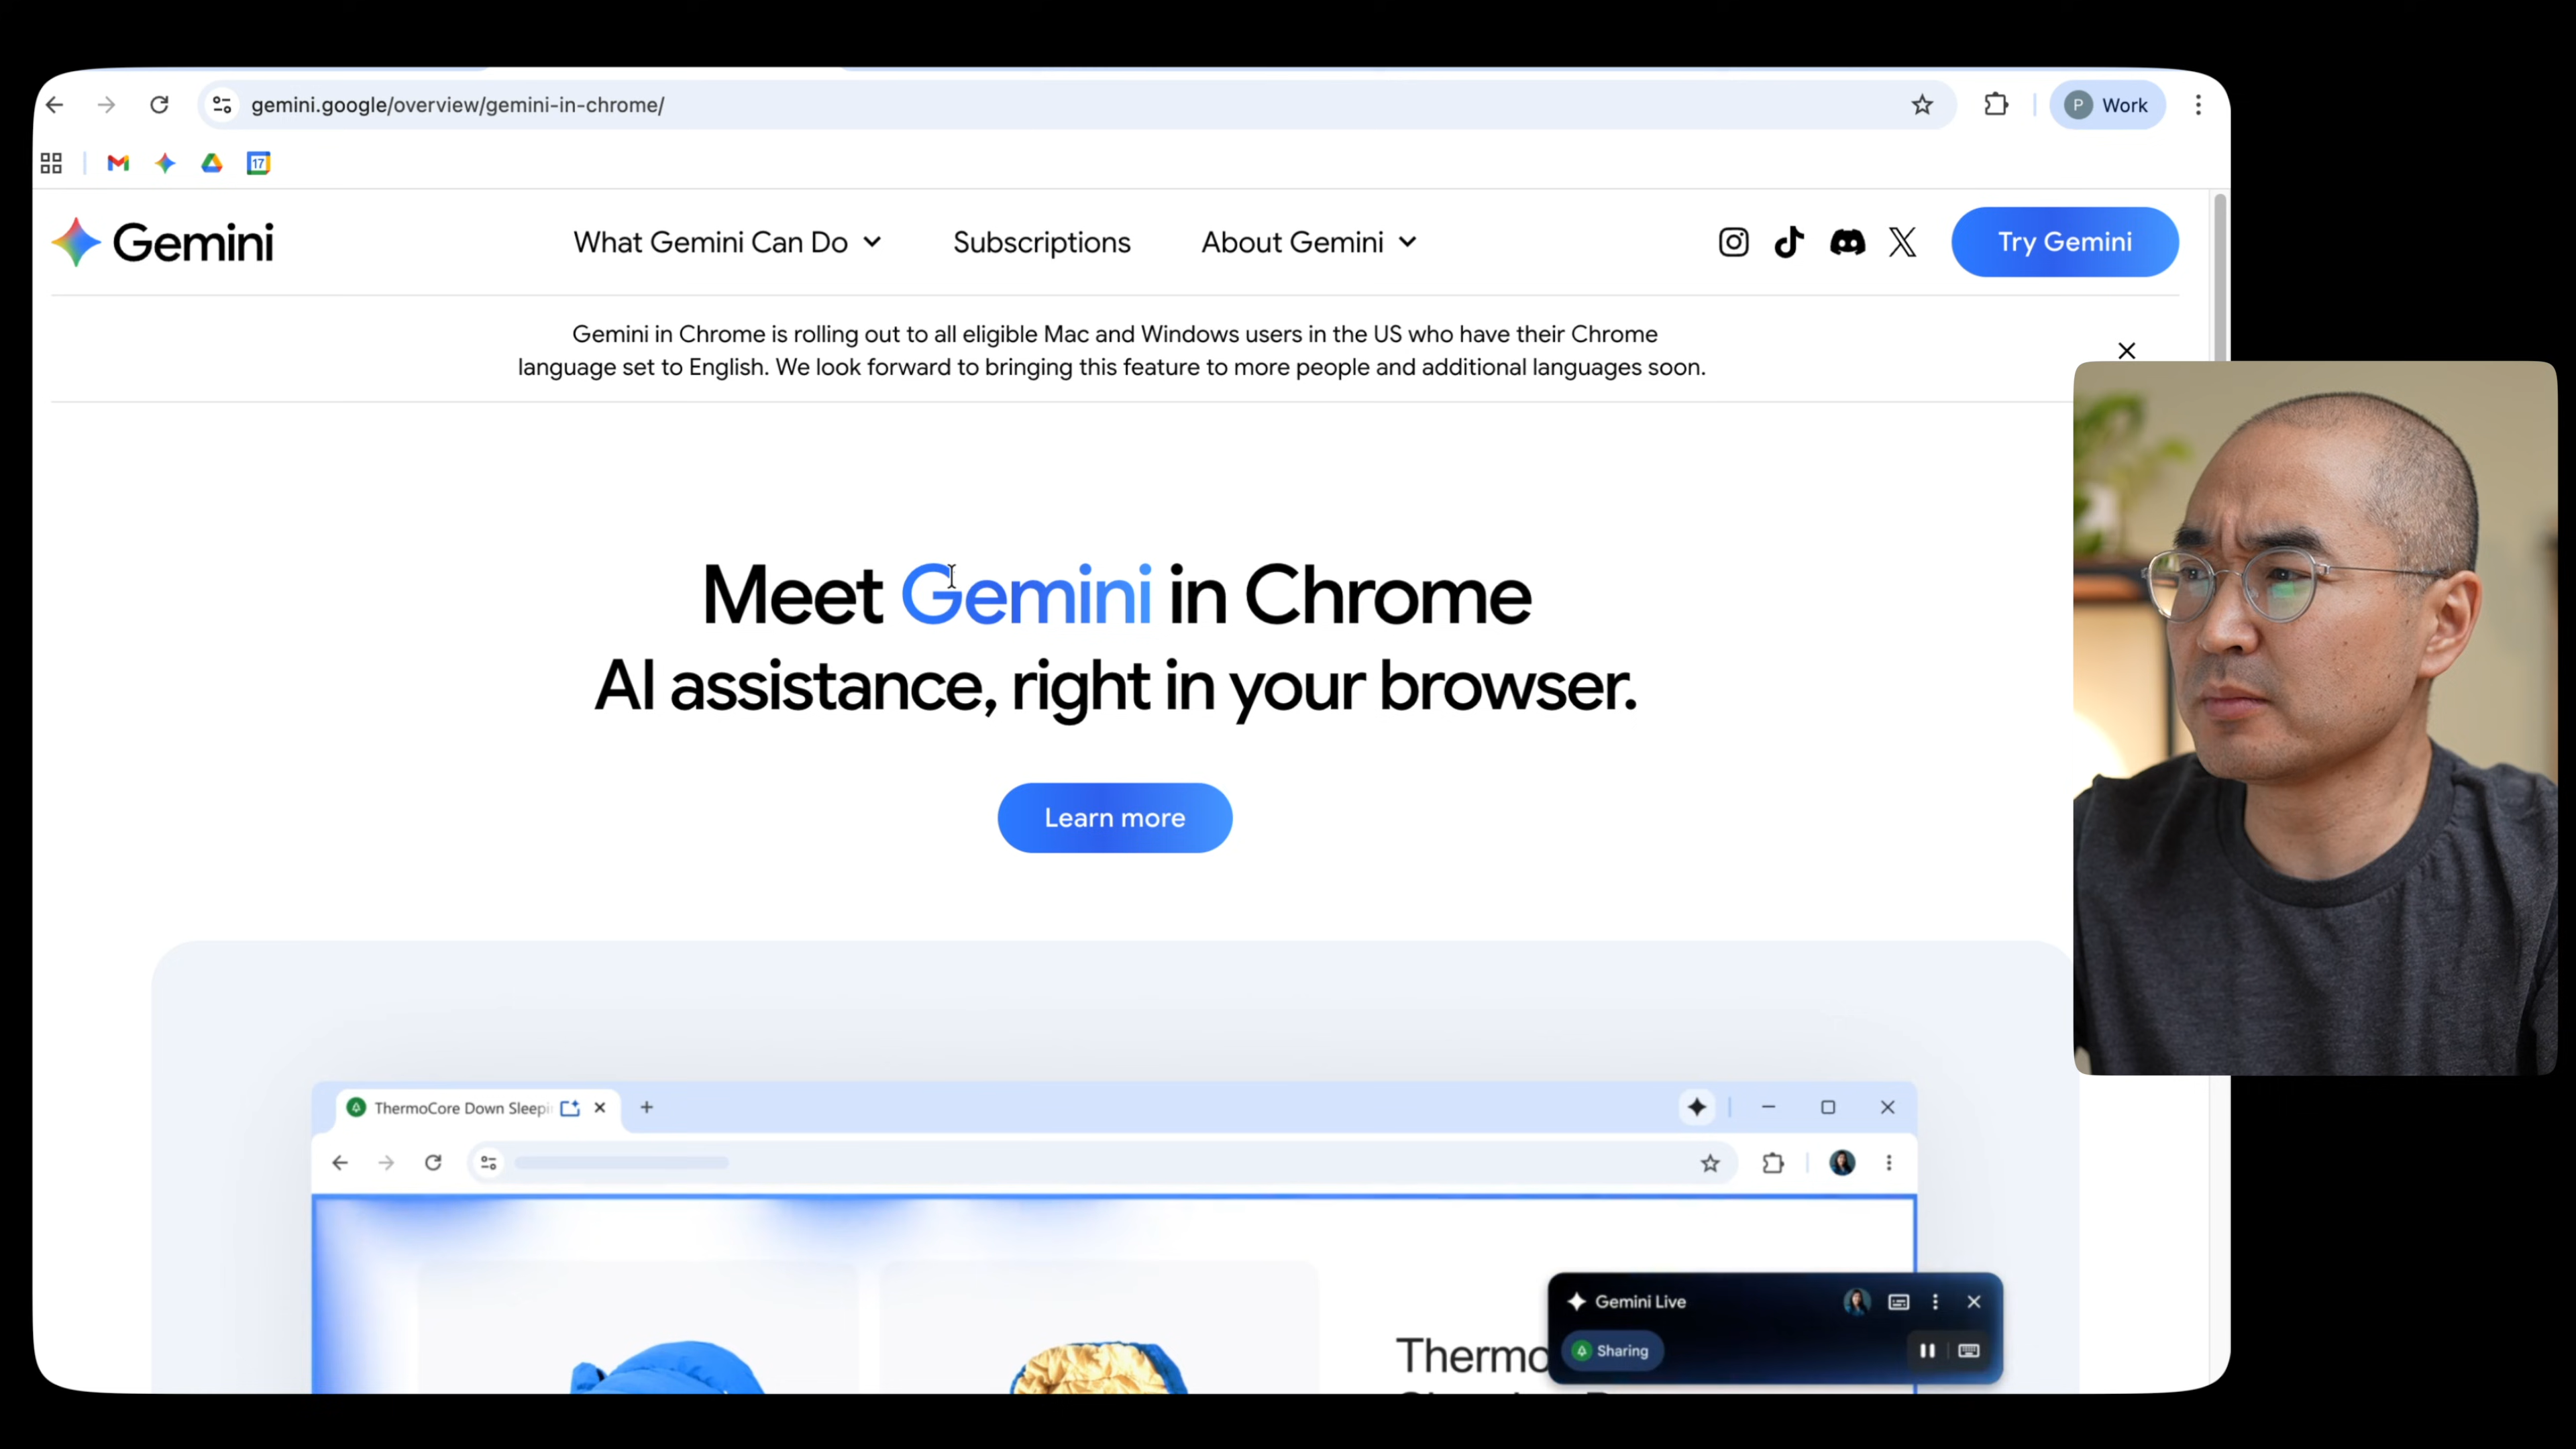 gemini.google/overview/gemini-in-chrome/
P Work
17
Gemini
What Gemini Can Do
Subscriptions
About Gemini
Try Gemini
Gemini in Chrome is rolling out to all eligible Mac and Windows users in the US who have their Chrome
language set to English. We look forward to bringing this feature to more people and additional languages soon.
Meet Gemini in Chrome
AI assistance, right in your browser.
Learn more
ThermoCore Down
Gemini Live
Sharing